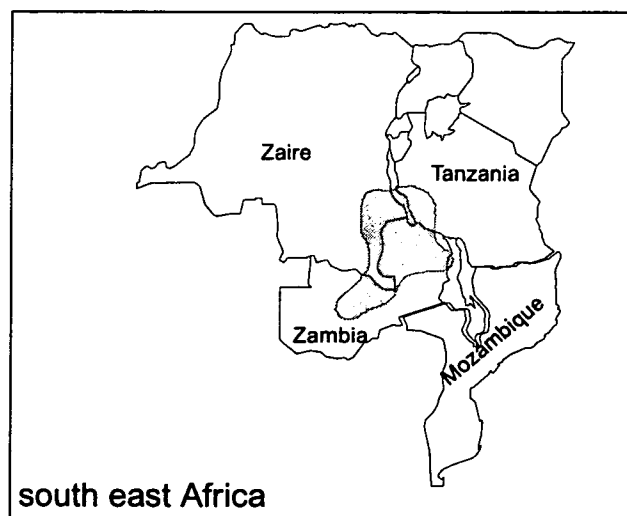 Zaire
Tanzania
Zambia
Mozambique
south east Africa